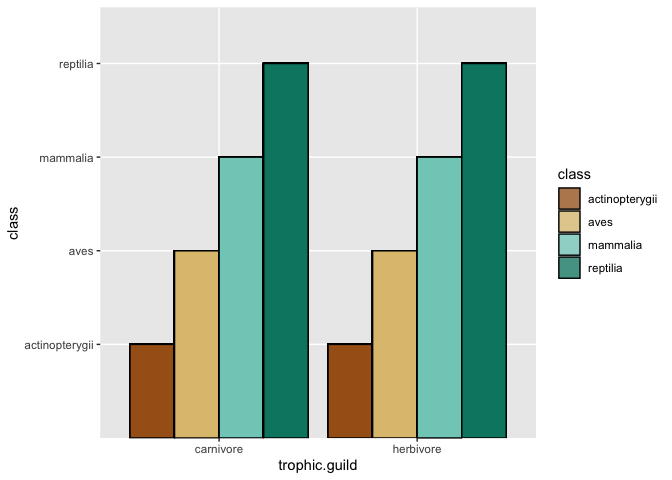 reptilia
mammalia
aves
actinopterygii
class
carnivore
herbivore
trophic.guild
class
actinopterygii
aves
mammalia
reptilia